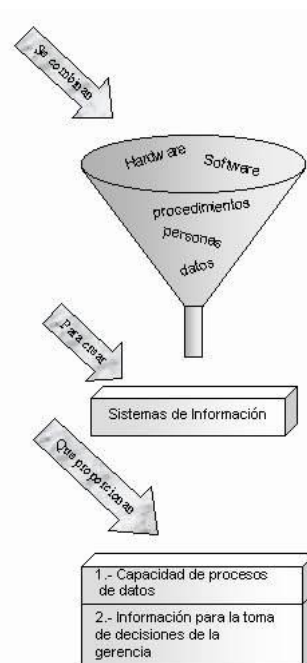 Se combinan
Hardware Software
procedimientos
personas
datos
Para crear
Sistemas de Información
Que proporcionan
1.- Capacidad de procesos
de datos
2.- Información para la toma
de decisiones de la
gerencia